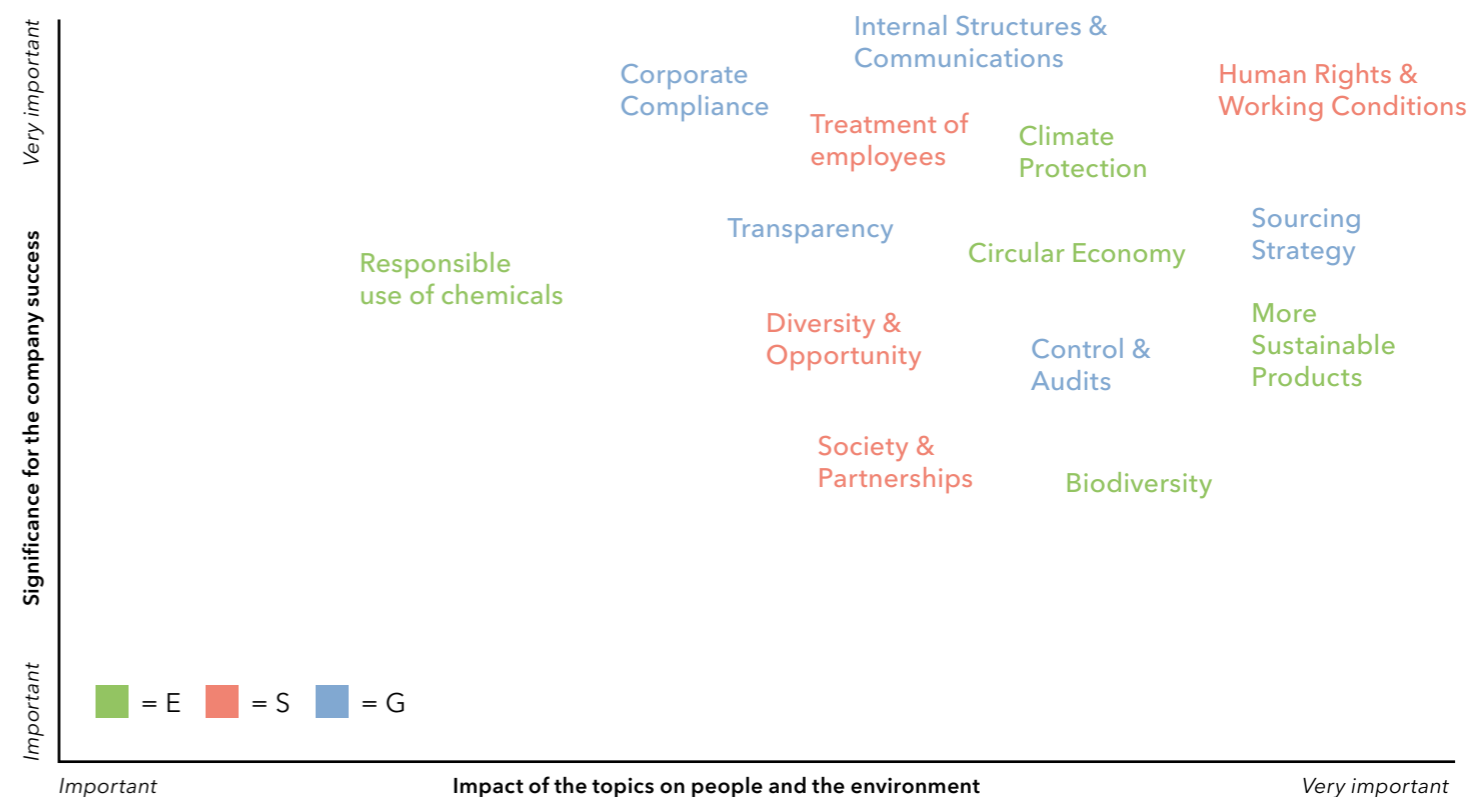 Very important
Significance for the company success
Important
Internal Structures &
Communications
Corporate
Compliance
Human Rights &
Working Conditions
Treatment of
employees
Climate
Protection
Transparency
Sourcing
Strategy
Circular Economy
Responsible
use of chemicals
Diversity &
Opportunity
Control &
Audits
More
Sustainable
Products
Society &
Partnerships
Biodiversity
= E = S = G
Important Impact of the topics on people and the environment Very important